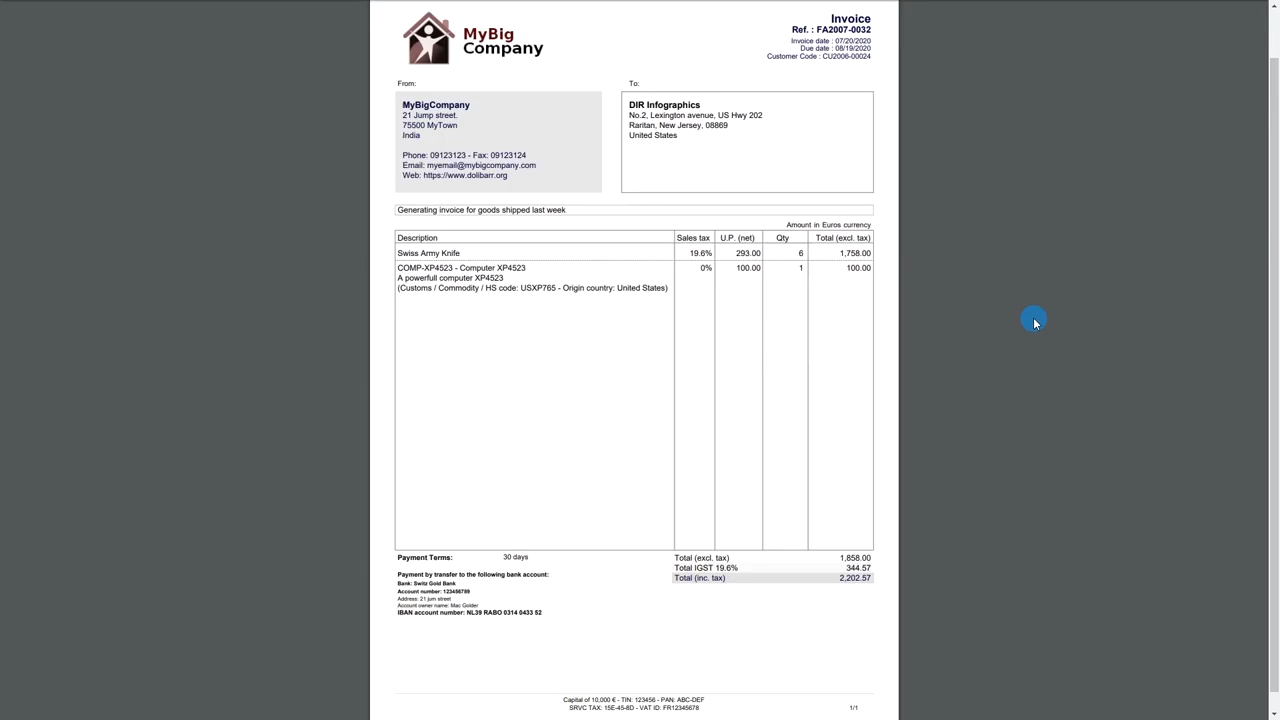 MyBig
Company
Invoice
Ref. : FA2007-0032
Invoice date : 07/20/2020
Due date : 08/19/2020
Customer Code : CU2006-00024
From:
To:
MyBigCompany
21 Jump street.
75500 MyTown
India
Phone: 09123123 - Fax: 09123124
Email: myemail@mybigcompany.com
Web: https://www.dolibarr.org
DIR Infographics
No.2, Lexington avenue, US Hwy 202
Raritan, New Jersey, 08869
United States
Generating invoice for goods shipped last week
Amount in Euros currency
Description Sales tax U.P. (net) Qty Total (excl. tax)
Swiss Army Knife 19.6% 293.00 6 1,758.00
COMP-XP4523 - Computer XP4523 0% 100.00 1 100.00
A powerfull computer XP4523
(Customs / Commodity / HS code: USXP765 - Origin country: United States)
Payment Terms: 30 days
Payment by transfer to the following bank account:
Bank: Switz Gold Bank
Account number: 123456789
Address: 21 jum street
Account owner name: Mac Golder
IBAN account number: NL39 RABO 0314 0433 52
Total (excl. tax) 1,858.00
Total IGST 19.6% 344.57
Total (inc. tax) 2,202.57
Capital of 10,000 € - TIN: 123456 - PAN: ABC-DEF
SRVC TAX: 15E-45-8D - VAT ID: FR12345678
1/1